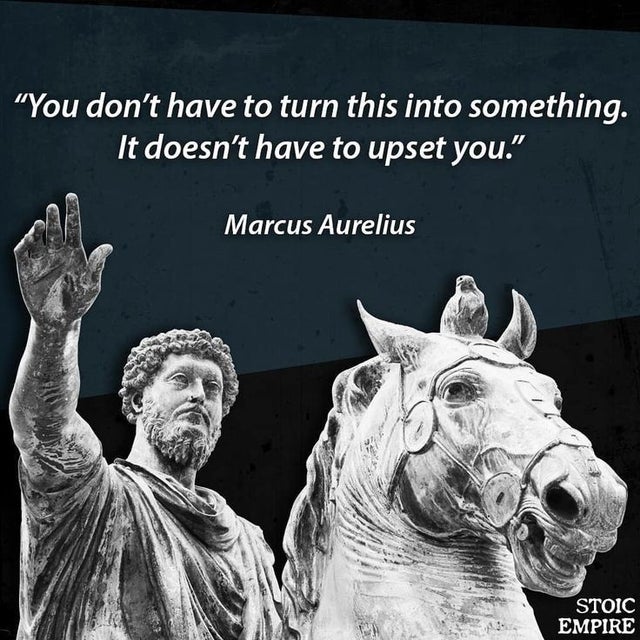 “You don’t have to turn this into something.
It doesn’t have to upset you.”
Marcus Aurelius
STOIC
EMPIRE